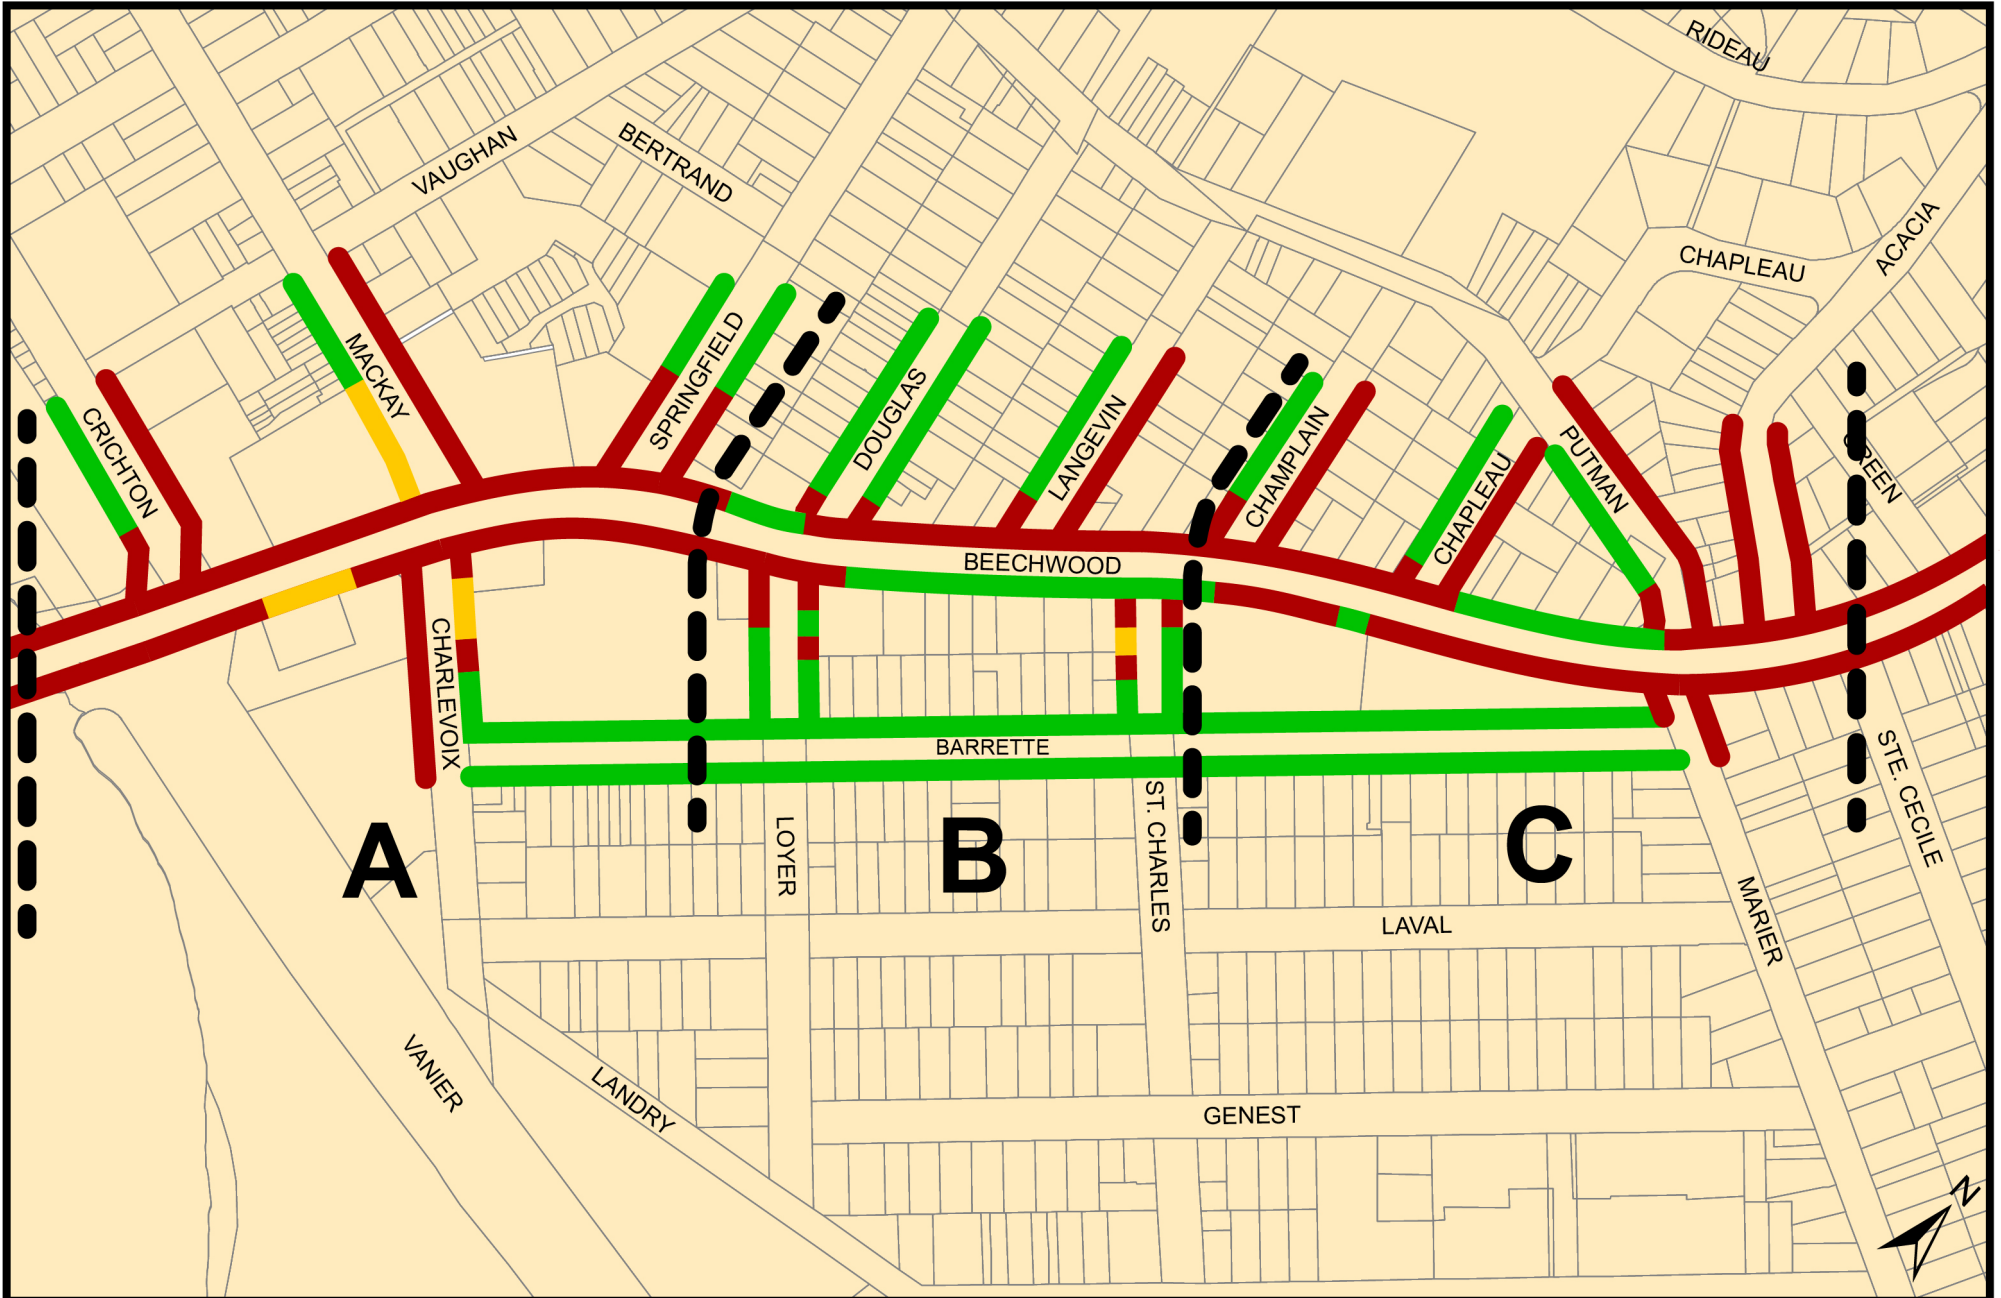 RIDEAU
VAUGHAN
BERTRAND
ACACIA
CHAPLEAU
MACKAY
SPRINGFIELD
DOUGLAS
LANGEVIN
CHAMPLAIN
CRICHTON
CHAPLEAU
PUTMAN
GREEN
BEECHWOOD
CHARLEVOIX
BARRETTE
STE. CECILE
A
B
C
LOYER
ST. CHARLES
LAVAL
MARIER
VANIER
LANDRY
GENEST
N